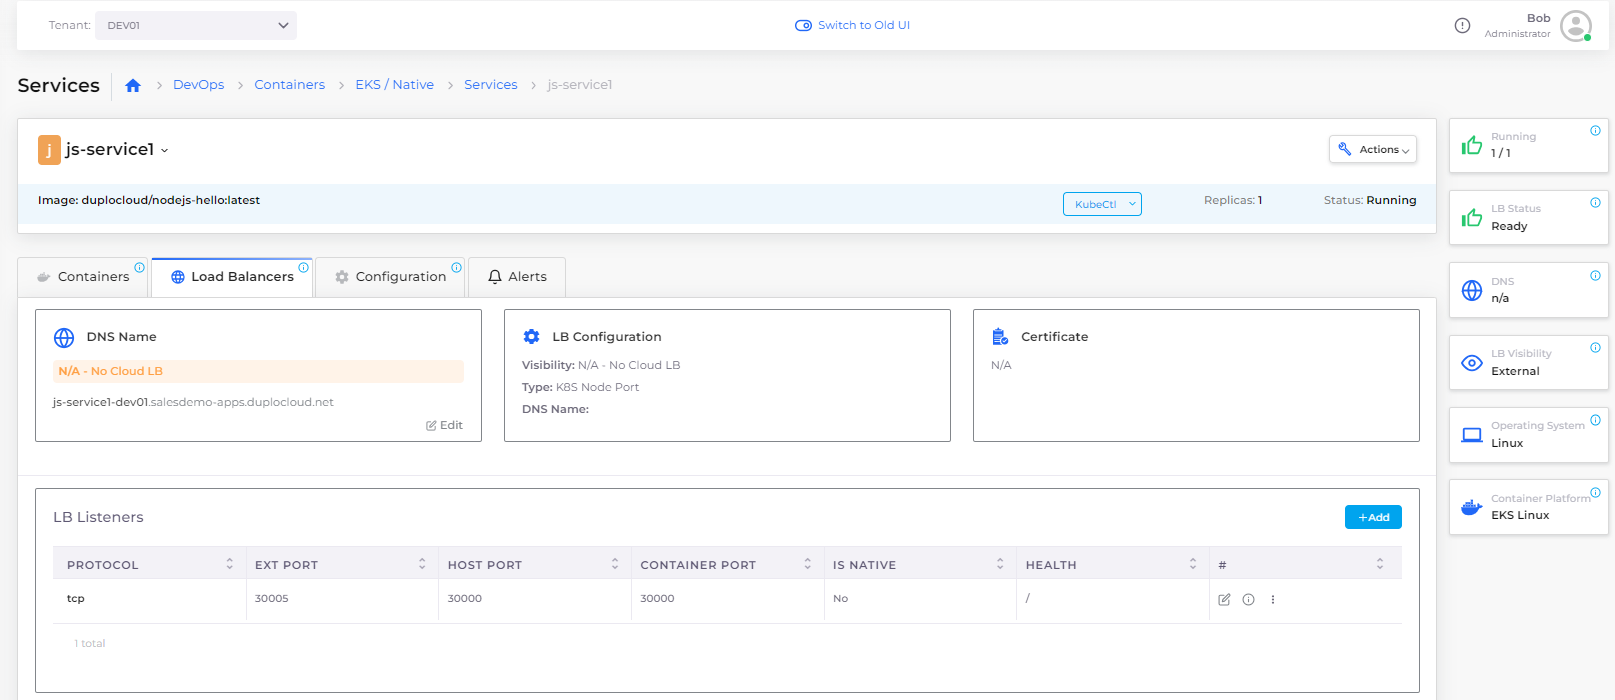 Tenant: DEV01 Switch to Old UI Bob
Administrator
Services > DevOps > Containers > EKS / Native > Services > js-service1
j js-service1 Actions
Image: duplocloud/nodejs-hello:latest KubeCtl Replicas: 1 Status: Running
Containers Load Balancers Configuration Alerts
DNS Name
N/A - No Cloud LB
js-service1-dev01.salesdemo-apps.duplocloud.net
Edit
LB Configuration
Visibility: N/A - No Cloud LB
Type: K8S Node Port
DNS Name:
Certificate
N/A
LB Listeners +Add
PROTOCOL EXT PORT HOST PORT CONTAINER PORT IS NATIVE HEALTH #
tcp 30005 30000 30000 No /
1 total
Running
1 / 1
LB Status
Ready
DNS
n/a
LB Visibility
External
Operating System
Linux
Container Platform
EKS Linux